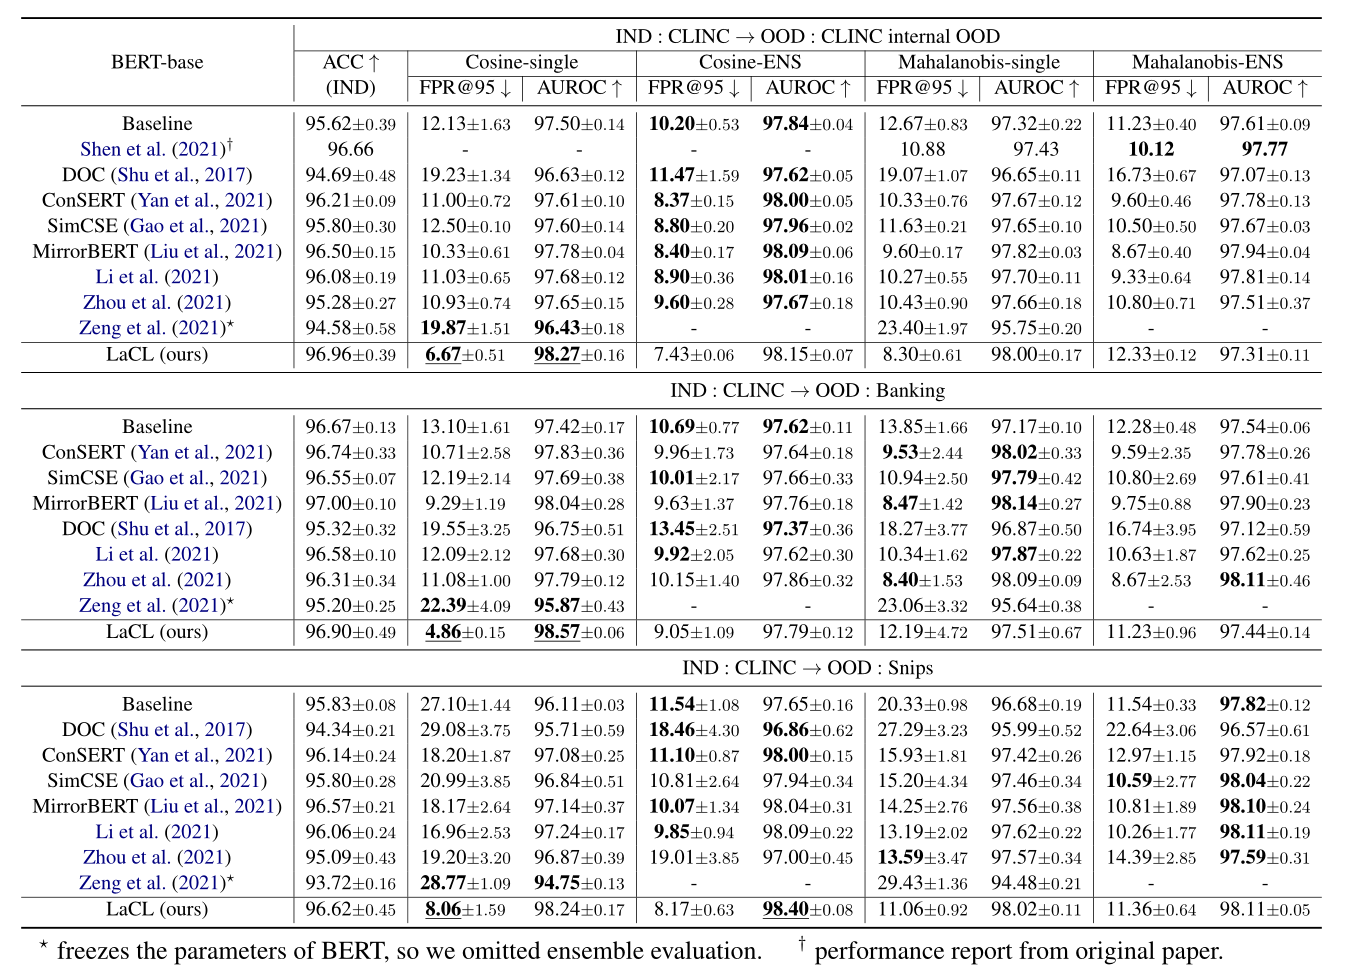 IND : CLINC → OOD : CLINC internal OOD
BERT-base ACC ↑ Cosine-single Cosine-ENS Mahalanobis-single Mahalanobis-ENS
(IND) FPR@95 ↓ AUROC ↑ FPR@95 ↓ AUROC ↑ FPR@95 ↓ AUROC ↑ FPR@95 ↓ AUROC ↑
Baseline 95.62±0.39 12.13±1.63 97.50±0.14 10.20±0.53 97.84±0.04 12.67±0.83 97.32±0.22 11.23±0.40 97.61±0.09
Shen et al. (2021)† 96.66 - - - - 10.88 97.43 10.12 97.77
DOC (Shu et al., 2017) 94.69±0.48 19.23±1.34 96.63±0.12 11.47±1.59 97.62±0.05 19.07±1.07 96.65±0.11 16.73±0.67 97.07±0.13
ConSERT (Yan et al., 2021) 96.21±0.09 11.00±0.72 97.61±0.10 8.37±0.15 98.00±0.05 10.33±0.76 97.67±0.12 9.60±0.46 97.78±0.13
SimCSE (Gao et al., 2021) 95.80±0.30 12.50±0.10 97.60±0.14 8.80±0.20 97.96±0.02 11.63±0.21 97.65±0.10 10.50±0.50 97.67±0.03
MirrorBERT (Liu et al., 2021) 96.50±0.15 10.33±0.61 97.78±0.04 8.40±0.17 98.09±0.06 9.60±0.17 97.82±0.03 8.67±0.40 97.94±0.04
Li et al. (2021) 96.08±0.19 11.03±0.65 97.68±0.12 8.90±0.36 98.01±0.16 10.27±0.55 97.70±0.11 9.33±0.64 97.81±0.14
Zhou et al. (2021) 95.28±0.27 10.93±0.74 97.65±0.15 9.60±0.28 97.67±0.18 10.43±0.90 97.66±0.18 10.80±0.71 97.51±0.37
Zeng et al. (2021)⋆ 94.58±0.58 19.87±1.51 96.43±0.18 - - 23.40±1.97 95.75±0.20 - -
LaCL (ours) 96.96±0.39 6.67±0.51 98.27±0.16 7.43±0.06 98.15±0.07 8.30±0.61 98.00±0.17 12.33±0.12 97.31±0.11
IND : CLINC → OOD : Banking
Baseline 96.67±0.13 13.10±1.61 97.42±0.17 10.69±0.77 97.62±0.11 13.85±1.66 97.17±0.10 12.28±0.48 97.54±0.06
ConSERT (Yan et al., 2021) 96.74±0.33 10.71±2.58 97.83±0.36 9.96±1.73 97.64±0.18 9.53±2.44 98.02±0.33 9.59±2.35 97.78±0.26
SimCSE (Gao et al., 2021) 96.55±0.07 12.19±2.14 97.69±0.38 10.01±2.17 97.66±0.33 10.94±2.50 97.79±0.42 10.80±2.69 97.61±0.41
MirrorBERT (Liu et al., 2021) 97.00±0.10 9.29±1.19 98.04±0.28 9.63±1.37 97.76±0.18 8.47±1.42 98.14±0.27 9.75±0.88 97.90±0.23
DOC (Shu et al., 2017) 95.32±0.32 19.55±3.25 96.75±0.51 13.45±2.51 97.37±0.36 18.27±3.77 96.87±0.50 16.74±3.95 97.12±0.59
Li et al. (2021) 96.58±0.10 12.09±2.12 97.68±0.30 9.92±2.05 97.62±0.30 10.34±1.62 97.87±0.22 10.63±1.87 97.62±0.25
Zhou et al. (2021) 96.31±0.34 11.08±1.00 97.79±0.12 10.15±1.40 97.86±0.32 8.40±1.53 98.09±0.09 8.67±2.53 98.11±0.46
Zeng et al. (2021)⋆ 95.20±0.25 22.39±4.09 95.87±0.43 - - 23.06±3.32 95.64±0.38 - -
LaCL (ours) 96.90±0.49 4.86±0.15 98.57±0.06 9.05±1.09 97.79±0.12 12.19±4.72 97.51±0.67 11.23±0.96 97.44±0.14
IND : CLINC → OOD : Snips
Baseline 95.83±0.08 27.10±1.44 96.11±0.03 11.54±1.08 97.65±0.16 20.33±0.98 96.68±0.19 11.54±0.33 97.82±0.12
DOC (Shu et al., 2017) 94.34±0.21 29.08±3.75 95.71±0.59 18.46±4.30 96.86±0.62 27.29±3.23 95.99±0.52 22.64±3.06 96.57±0.61
ConSERT (Yan et al., 2021) 96.14±0.24 18.20±1.87 97.08±0.25 11.10±0.87 98.00±0.15 15.93±1.81 97.42±0.26 12.97±1.15 97.92±0.18
SimCSE (Gao et al., 2021) 95.80±0.28 20.99±3.85 96.84±0.51 10.81±2.64 97.94±0.34 15.20±4.34 97.46±0.34 10.59±2.77 98.04±0.22
MirrorBERT (Liu et al., 2021) 96.57±0.21 18.17±2.64 97.14±0.37 10.07±1.34 98.04±0.31 14.25±2.76 97.56±0.38 10.81±1.89 98.10±0.24
Li et al. (2021) 96.06±0.24 16.96±2.53 97.24±0.17 9.85±0.94 98.09±0.22 13.19±2.02 97.62±0.22 10.26±1.77 98.11±0.19
Zhou et al. (2021) 95.09±0.43 19.20±3.20 96.87±0.39 19.01±3.85 97.00±0.45 13.59±3.47 97.57±0.34 14.39±2.85 97.59±0.31
Zeng et al. (2021)⋆ 93.72±0.16 28.77±1.09 94.75±0.13 - - 29.43±1.36 94.48±0.21 - -
LaCL (ours) 96.62±0.45 8.06±1.59 98.24±0.17 8.17±0.63 98.40±0.08 11.06±0.92 98.02±0.11 11.36±0.64 98.11±0.05
⋆ freezes the parameters of BERT, so we omitted ensemble evaluation. † performance report from original paper.